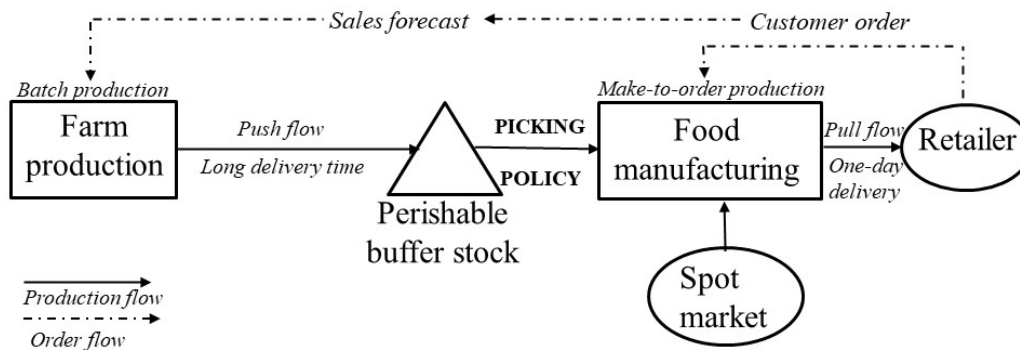 Sales forecast
Customer order
Batch production
Farm
production
Push flow
Long delivery time
Perishable
buffer stock
PICKING
POLICY
Make-to-order production
Food
manufacturing
Pull flow
One-day
delivery
Retailer
Spot
market
Production flow
Order flow